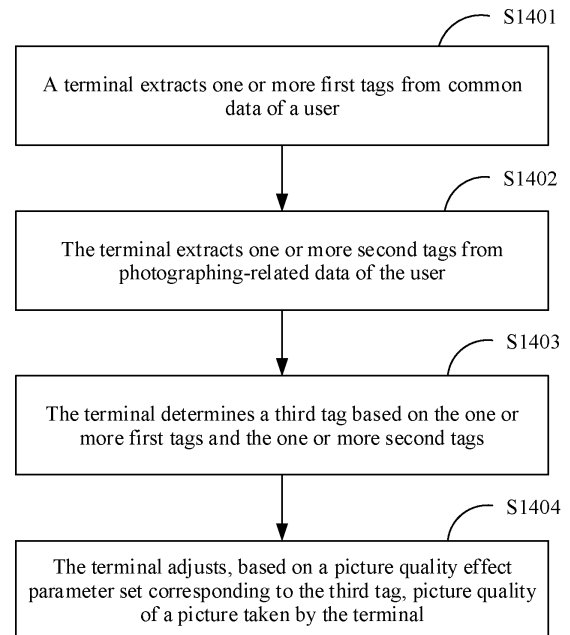 S1401
A terminal extracts one or more first tags from common
data of a user
S1402
The terminal extracts one or more second tags from
photographing-related data of the user
S1403
The terminal determines a third tag based on the one or
more first tags and the one or more second tags
S1404
The terminal adjusts, based on a picture quality effect
parameter set corresponding to the third tag, picture quality
of a picture taken by the terminal